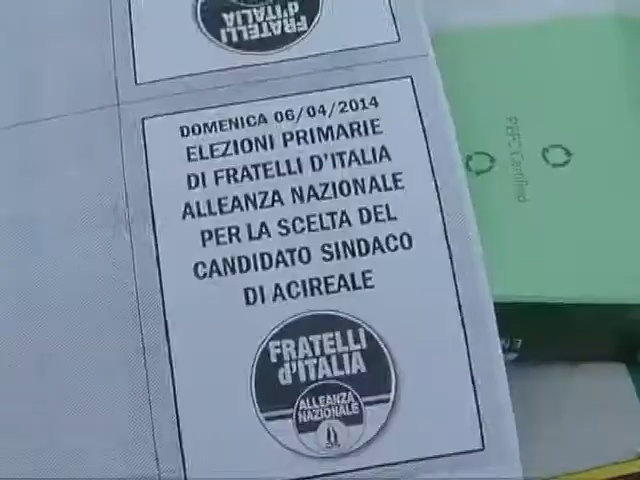 FRATELLI
d'ITALIA
DOMENICA 06/04/2014
ELEZIONI PRIMARIE
DI FRATELLI D'ITALIA
ALLEANZA NAZIONALE
PER LA SCELTA DEL
CANDIDATO SINDACO
DI ACIREALE
FRATELLI
d'ITALIA
ALLEANZA
NAZIONALE
PEFC Certified